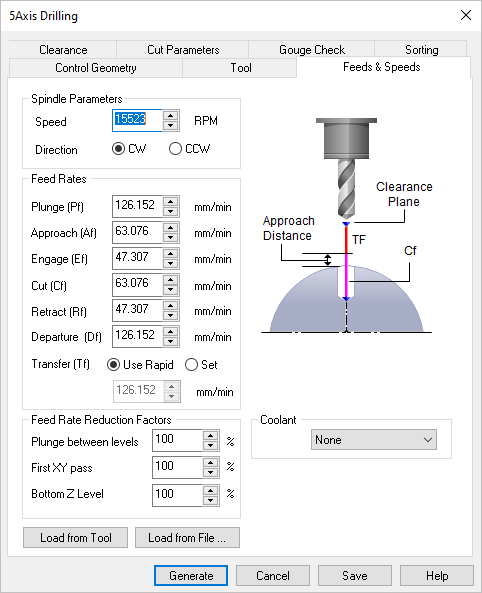 5Axis Drilling
Clearance Cut Parameters Gouge Check Sorting
Control Geometry Tool Feeds & Speeds
Spindle Parameters
Speed 15523 RPM
Direction CW CCW
Feed Rates
Plunge (Pf) 126.152 mm/min
Approach (Af) 63.076 mm/min
Engage (Ef) 47.307 mm/min
Cut (Cf) 63.076 mm/min
Retract (Rf) 47.307 mm/min
Departure (Df) 126.152 mm/min
Transfer (Tf) Use Rapid Set
126.152 mm/min
Clearance
Plane
Approach
Distance
TF
Cf
Feed Rate Reduction Factors
Plunge between levels 100 %
First XY pass 100 %
Bottom Z Level 100 %
Coolant
None
Load from Tool Load from File ...
Generate Cancel Save Help